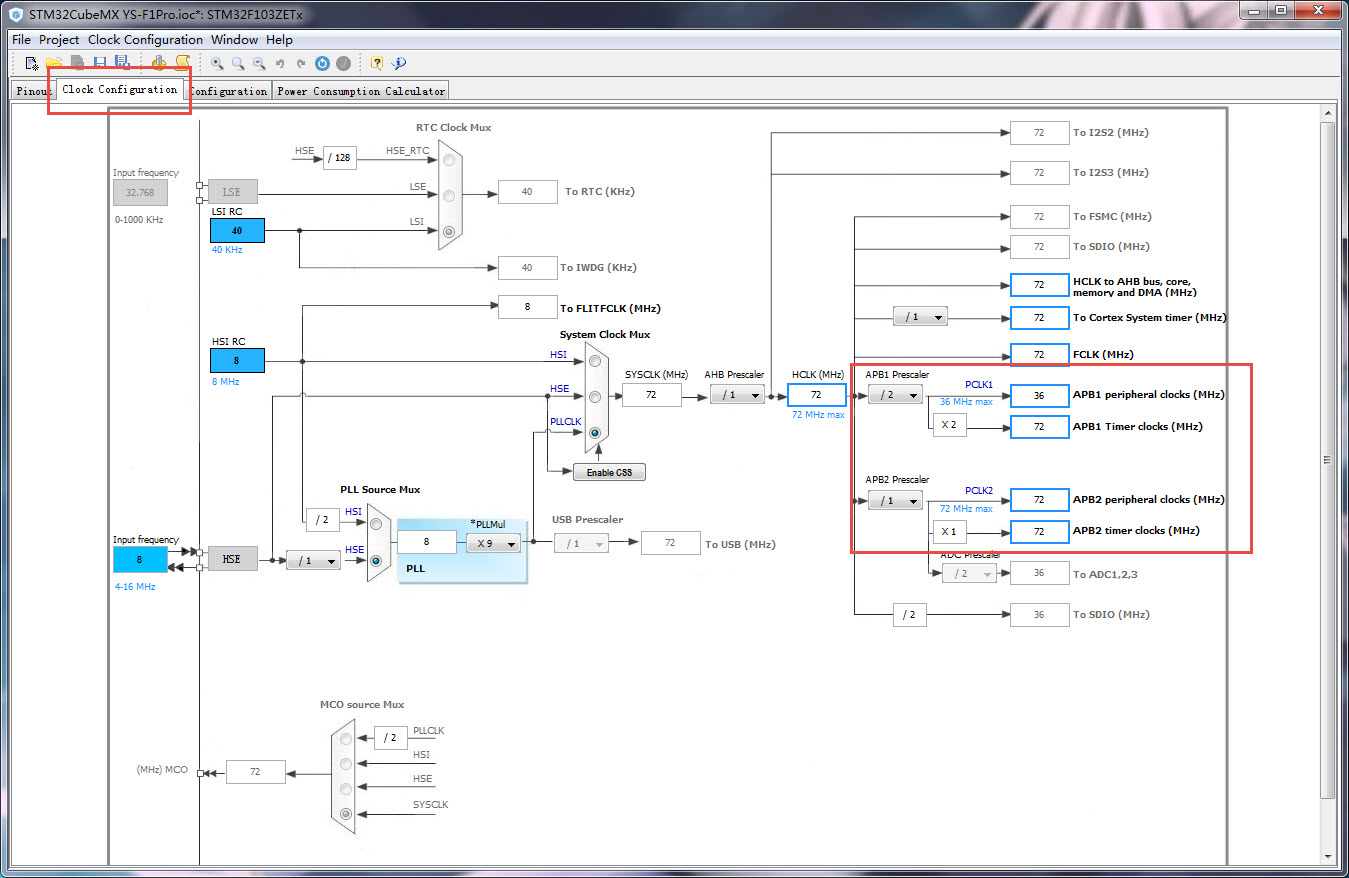 STM32CubeMX YS-F1Pro.ioc*: STM32F103ZETx
File Project Clock Configuration Window Help
Pinout Clock Configuration Configuration Power Consumption Calculator
RTC Clock Mux
HSE / 128 HSE_RTC
Input frequency
32.768
0-1000 KHz
LSE
LSE
40 To RTC (KHz)
LSI RC
40
40 KHz
LSI
40 To IWDG (KHz)
8 To FLITFCLK (MHz)
System Clock Mux
HSI RC
8
8 MHz
HSI
HSE
PLLCLK
Enable CSS
SYSCLK (MHz)
72
AHB Prescaler
/ 1
HCLK (MHz)
72
72 MHz max
72 To I2S2 (MHz)
72 To I2S3 (MHz)
72 To FSMC (MHz)
72 To SDIO (MHz)
72 HCLK to AHB bus, core,
memory and DMA (MHz)
/ 1 72 To Cortex System timer (MHz)
72 FCLK (MHz)
APB1 Prescaler
/ 2
PCLK1
36 MHz max
36 APB1 peripheral clocks (MHz)
X 2 72 APB1 Timer clocks (MHz)
APB2 Prescaler
/ 1
PCLK2
72 MHz max
72 APB2 peripheral clocks (MHz)
X 1 72 APB2 timer clocks (MHz)
ADC Prescaler
/ 2 36 To ADC1,2,3
/ 2 36 To SDIO (MHz)
PLL Source Mux
/ 2 HSI
Input frequency
8
4-16 MHz
HSE
/ 1 HSE
8
*PLLMul
X 9
PLL
USB Prescaler
/ 1 72 To USB (MHz)
MCO source Mux
/ 2 PLLCLK
HSI
HSE
SYSCLK
(MHz) MCO 72